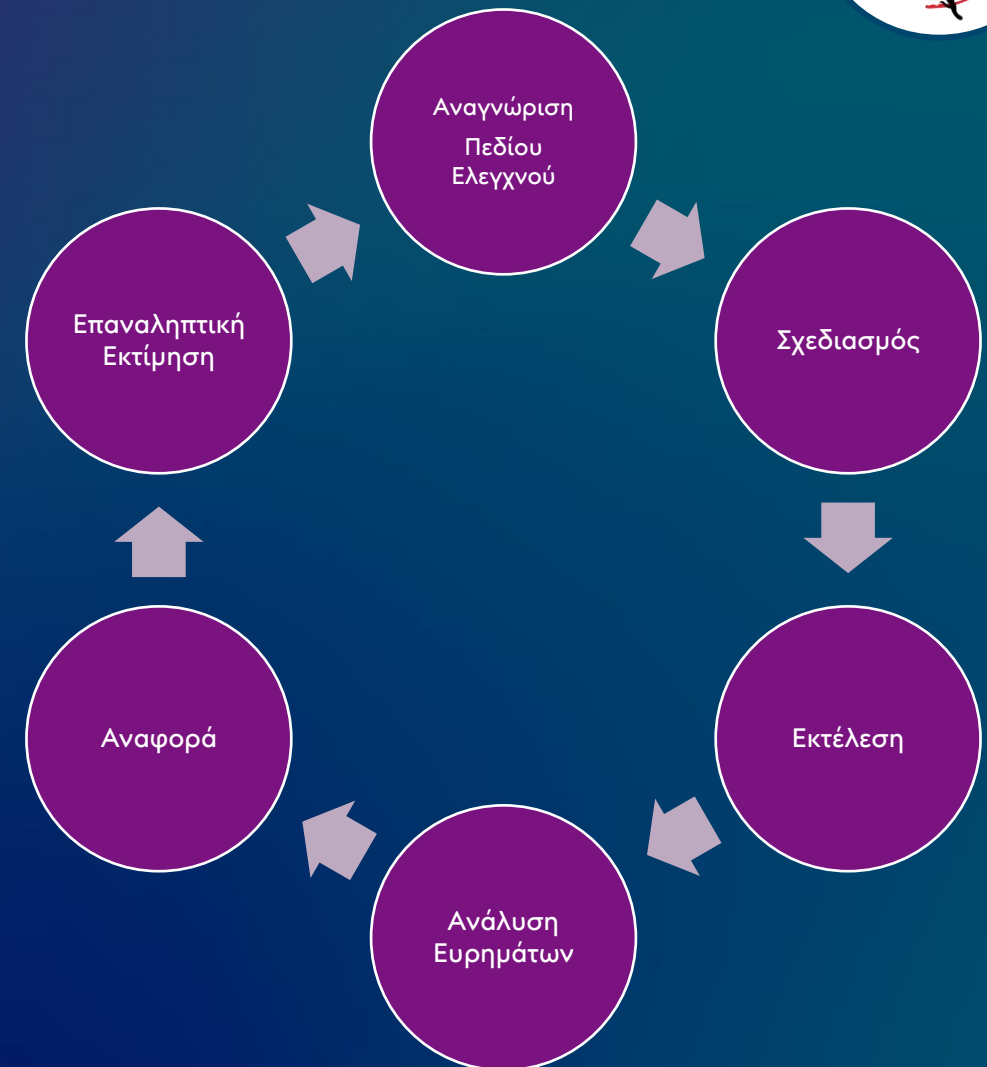 Αναγνώριση
Πεδίου
Ελεγχνού
Σχεδιασμός
Εκτέλεση
Ανάλυση
Ευρημάτων
Αναφορά
Επαναληπτική
Εκτίμηση